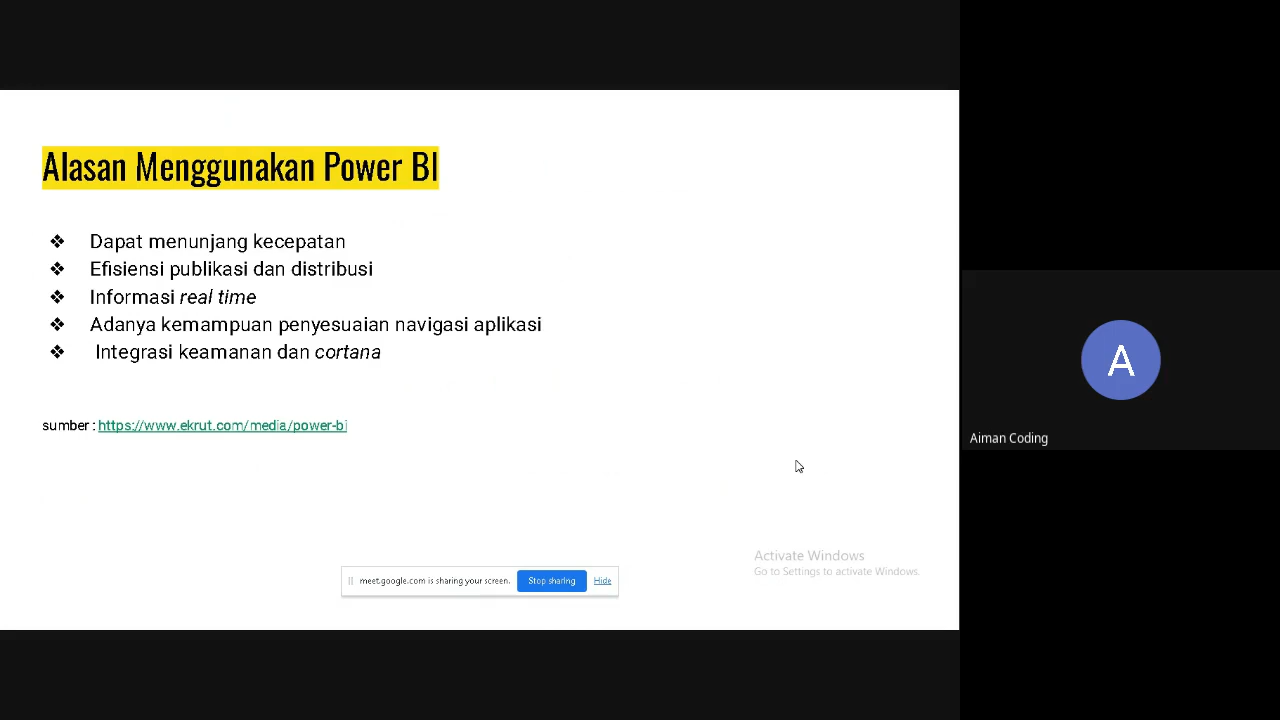 Alasan Menggunakan Power BI
❖ Dapat menunjang kecepatan
❖ Efisiensi publikasi dan distribusi
❖ Informasi real time
❖ Adanya kemampuan penyesuaian navigasi aplikasi
❖ Integrasi keamanan dan cortana
sumber : https://www.ekrut.com/media/power-bi
A
Aiman Coding
Activate Windows
Go to Settings to activate Windows.
meet.google.com is sharing your screen. Stop sharing Hide